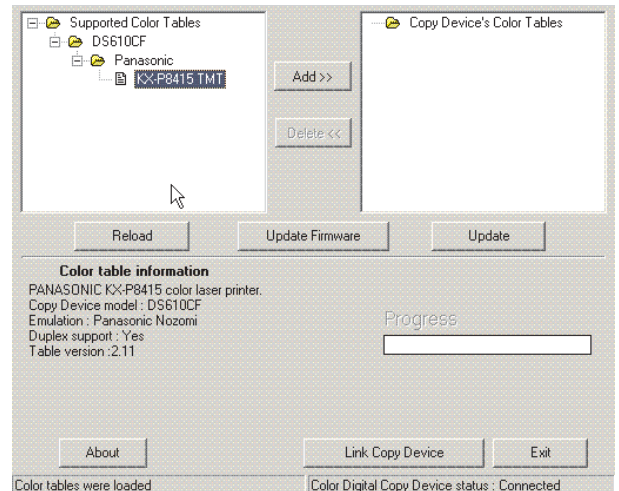 Supported Color Tables
DS610CF
Panasonic
KX-P8415 TMT
Add >>
Delete <<
Copy Device's Color Tables
Reload
Update Firmware
Update
Color table information
PANASONIC KX-P8415 color laser printer.
Copy Device model : DS610CF
Emulation : Panasonic Nozomi
Duplex support : Yes
Table version :2.11
Progress
About
Link Copy Device
Exit
Color tables were loaded
Color Digital Copy Device status : Connected